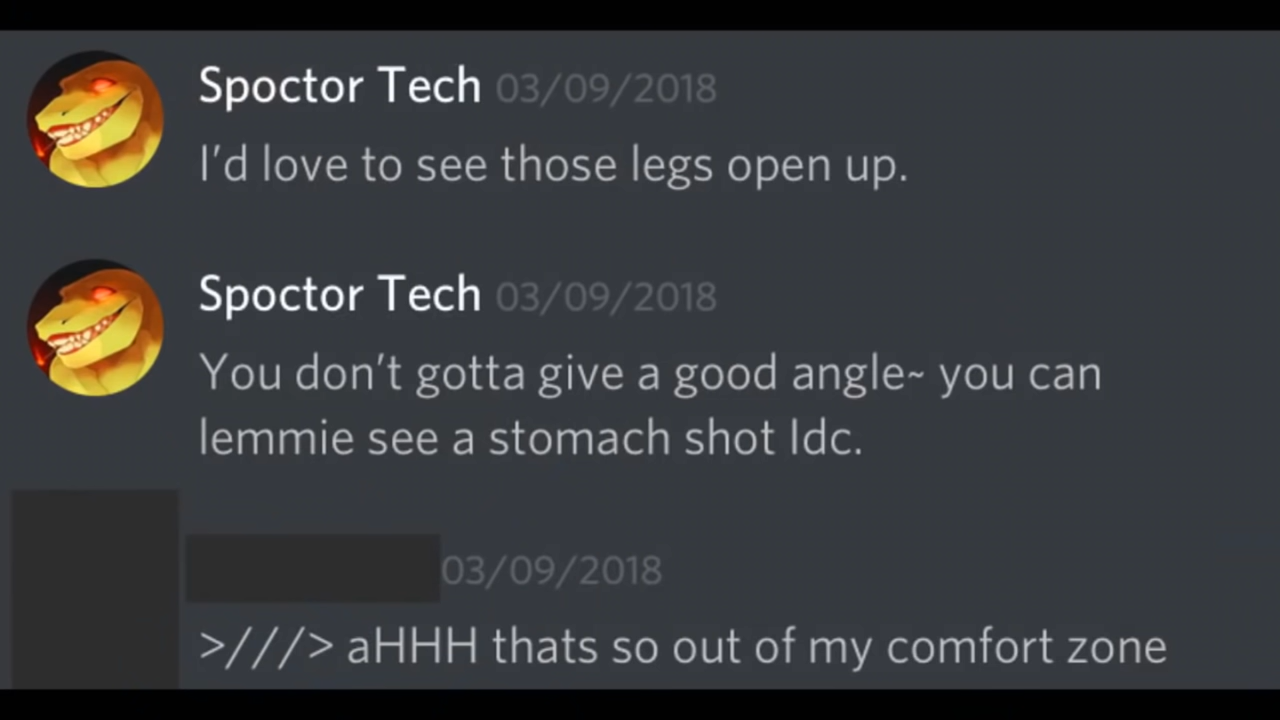 Spoctor Tech 03/09/2018
I'd love to see those legs open up.
Spoctor Tech 03/09/2018
You don't gotta give a good angle~ you can
lemmie see a stomach shot Idc.
03/09/2018
>///> aHHH thats so out of my comfort zone